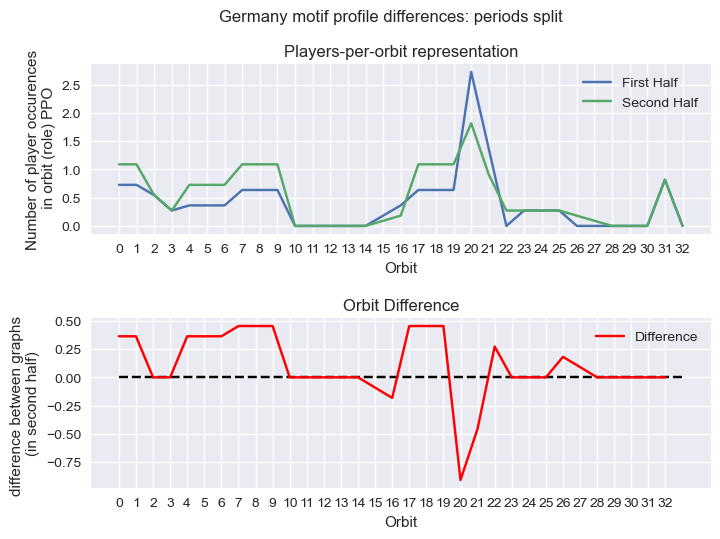 Germany motif profile differences: periods split
Players-per-orbit representation
Number of player occurences
in orbit (role) PPO
2.5
2.0
1.5
1.0
0.5
0.0
First Half
Second Half
0 1 2 3 4 5 6 7 8 9 10 11 12 13 14 15 16 17 18 19 20 21 22 23 24 25 26 27 28 29 30 31 32
Orbit
Orbit Difference
difference between graphs
(in second half)
0.50
0.25
0.00
−0.25
−0.50
−0.75
Difference
0 1 2 3 4 5 6 7 8 9 10 11 12 13 14 15 16 17 18 19 20 21 22 23 24 25 26 27 28 29 30 31 32
Orbit